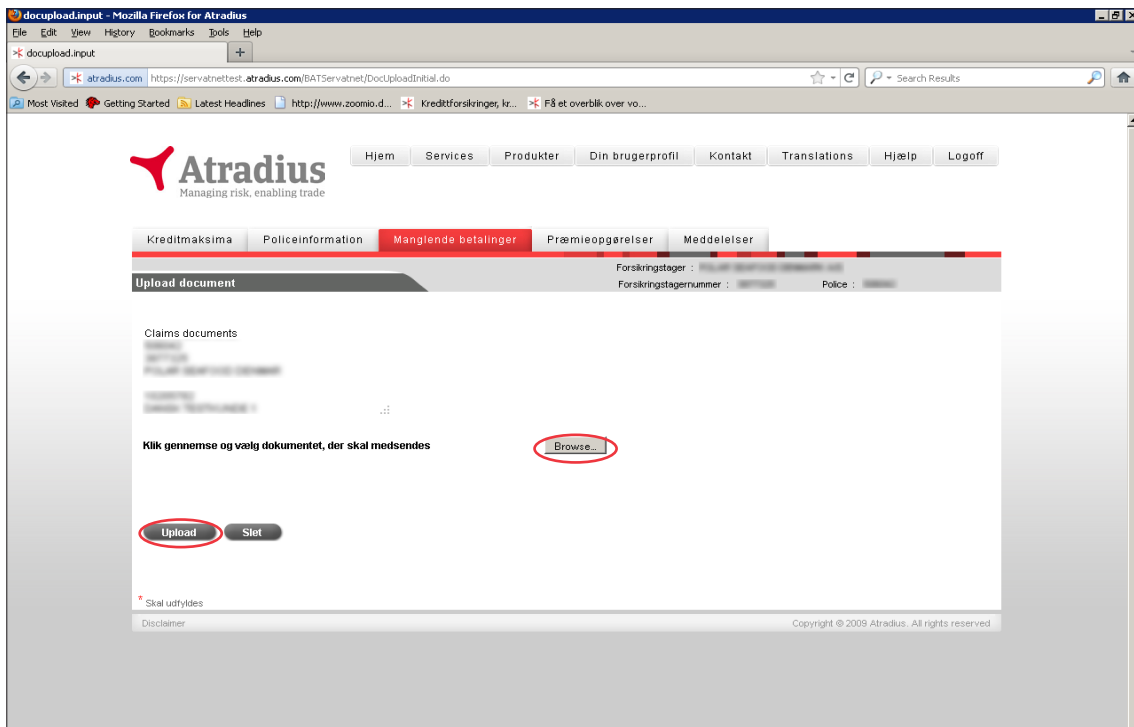 docupload.input - Mozilla Firefox for Atradius
File Edit View History Bookmarks Tools Help
docupload.input +
atradius.com https://servatnettest.atradius.com/BATServatnet/DocUploadInitial.do Search Results
Most Visited Getting Started Latest Headlines http://www.zoomio.d... Kredittforsikringer, kr... Få et overblik over vo...
Hjem Services Produkter Din brugerprofil Kontakt Translations Hjælp Logoff
Atradius
Managing risk, enabling trade
Kreditmaksima Policeinformation Manglende betalinger Præmieopgørelser Meddelelser
Forsikringstager :
Upload document
Forsikringstagernummer : Police :
Claims documents
Klik gennemse og vælg dokumentet, der skal medsendes Browse...
Upload Slet
* Skal udfyldes
Disclaimer Copyright © 2009 Atradius. All rights reserved